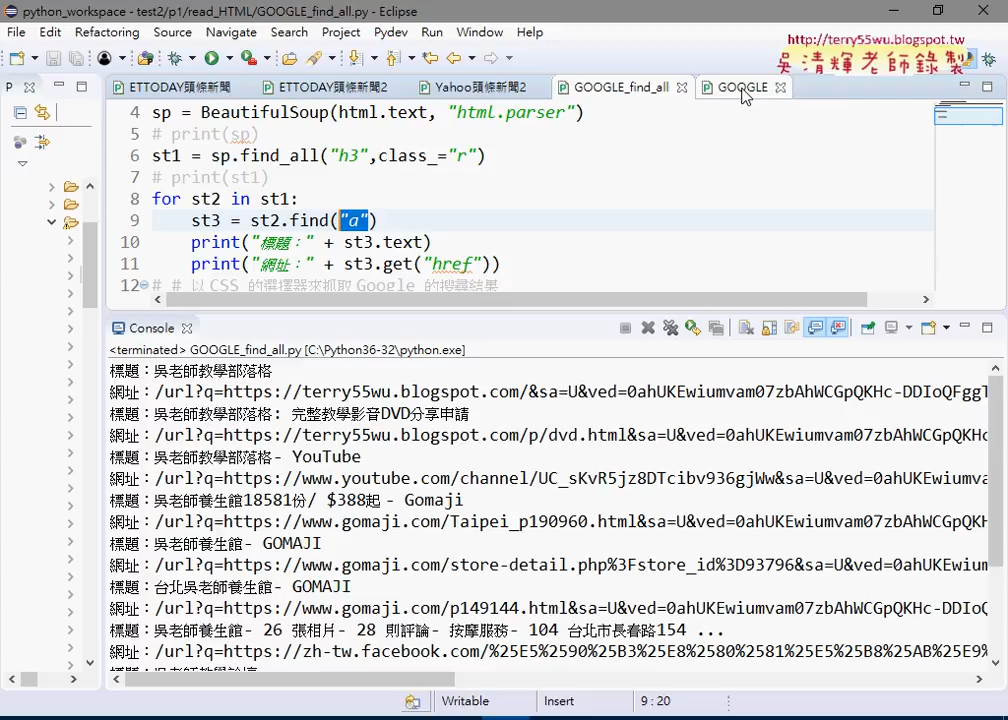 python_workspace - test2/p1/read_HTML/GOOGLE_find_all.py - Eclipse
File Edit Refactoring Source Navigate Search Project Pydev Run Window Help
http://terry55wu.blogspot.tw
吳清輝老師錄製
P ETTODAY頭條新聞 ETTODAY頭條新聞2 Yahoo頭條新聞2 GOOGLE_find_all GOOGLE
4 sp = BeautifulSoup(html.text, "html.parser")
5 # print(sp)
6 st1 = sp.find_all("h3",class_="r")
7 # print(st1)
8 for st2 in st1:
9 st3 = st2.find("a")
10 print("標題：" + st3.text)
11 print("網址：" + st3.get("href"))
12 # # 以 CSS 的選擇器來抓取 Google 的搜尋結果
Console
<terminated> GOOGLE_find_all.py [C:\Python36-32\python.exe]
標題：吳老師教學部落格
網址：/url?q=https://terry55wu.blogspot.com/&sa=U&ved=0ahUKEwiumvam07zbAhWCGpQKHc-DDIoQFggT
標題：吳老師教學部落格: 完整教學影音DVD分享申請
網址：/url?q=https://terry55wu.blogspot.com/p/dvd.html&sa=U&ved=0ahUKEwiumvam07zbAhWCGpQKHc
標題：吳老師教學部落格- YouTube
網址：/url?q=https://www.youtube.com/channel/UC_sKvR5jz8DTcibv936gjWw&sa=U&ved=0ahUKEwiumva
標題：吳老師養生館18581份/ $388起 - Gomaji
網址：/url?q=https://www.gomaji.com/Taipei_p190960.html&sa=U&ved=0ahUKEwiumvam07zbAhWCGpQKH
標題：吳老師養生館- GOMAJI
網址：/url?q=https://www.gomaji.com/store-detail.php%3Fstore_id%3D93796&sa=U&ved=0ahUKEwium
標題：台北吳老師養生館- GOMAJI
網址：/url?q=https://www.gomaji.com/p149144.html&sa=U&ved=0ahUKEwiumvam07zbAhWCGpQKHc-DDIoQ
標題：吳老師養生館- 26 張相片- 28 則評論- 按摩服務- 104 台北市長春路154 ...
網址：/url?q=https://zh-tw.facebook.com/%25E5%2590%25B3%25E8%2580%2581%25E5%25B8%25AB%25E9%
標題：吳老師教學論壇
Writable Insert 9 : 20